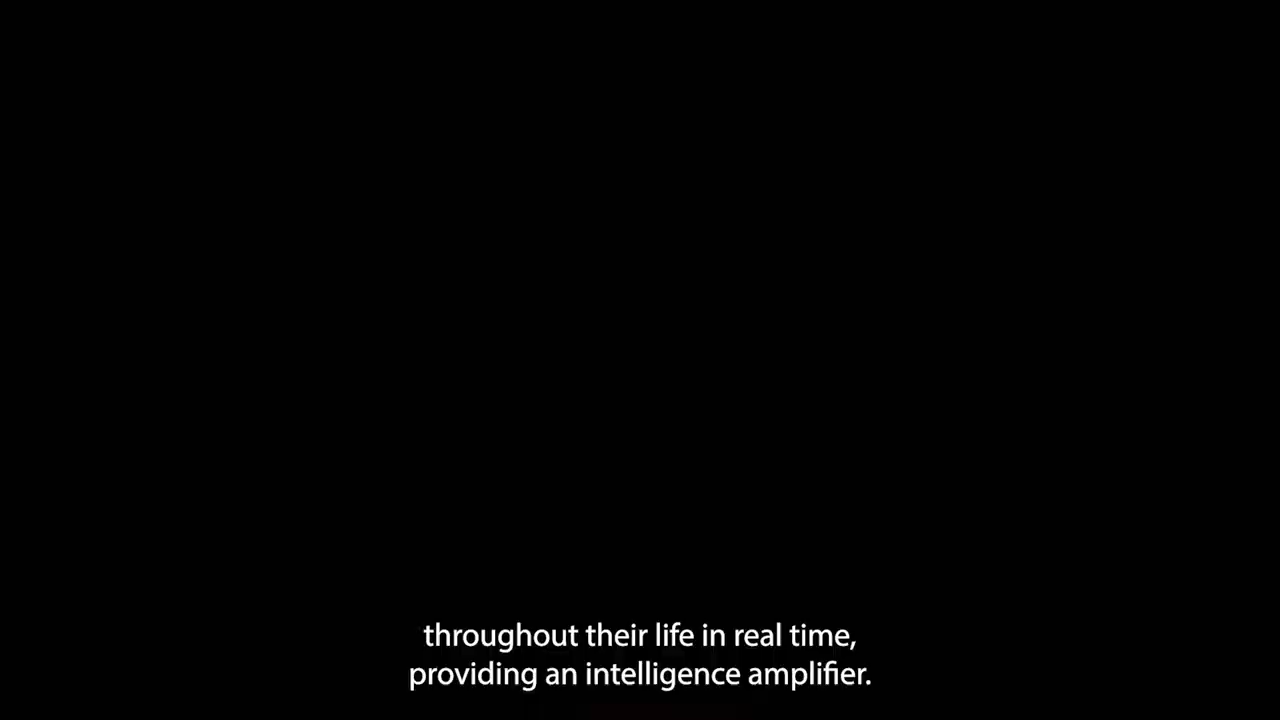 throughout their life in real time,
providing an intelligence amplifier.